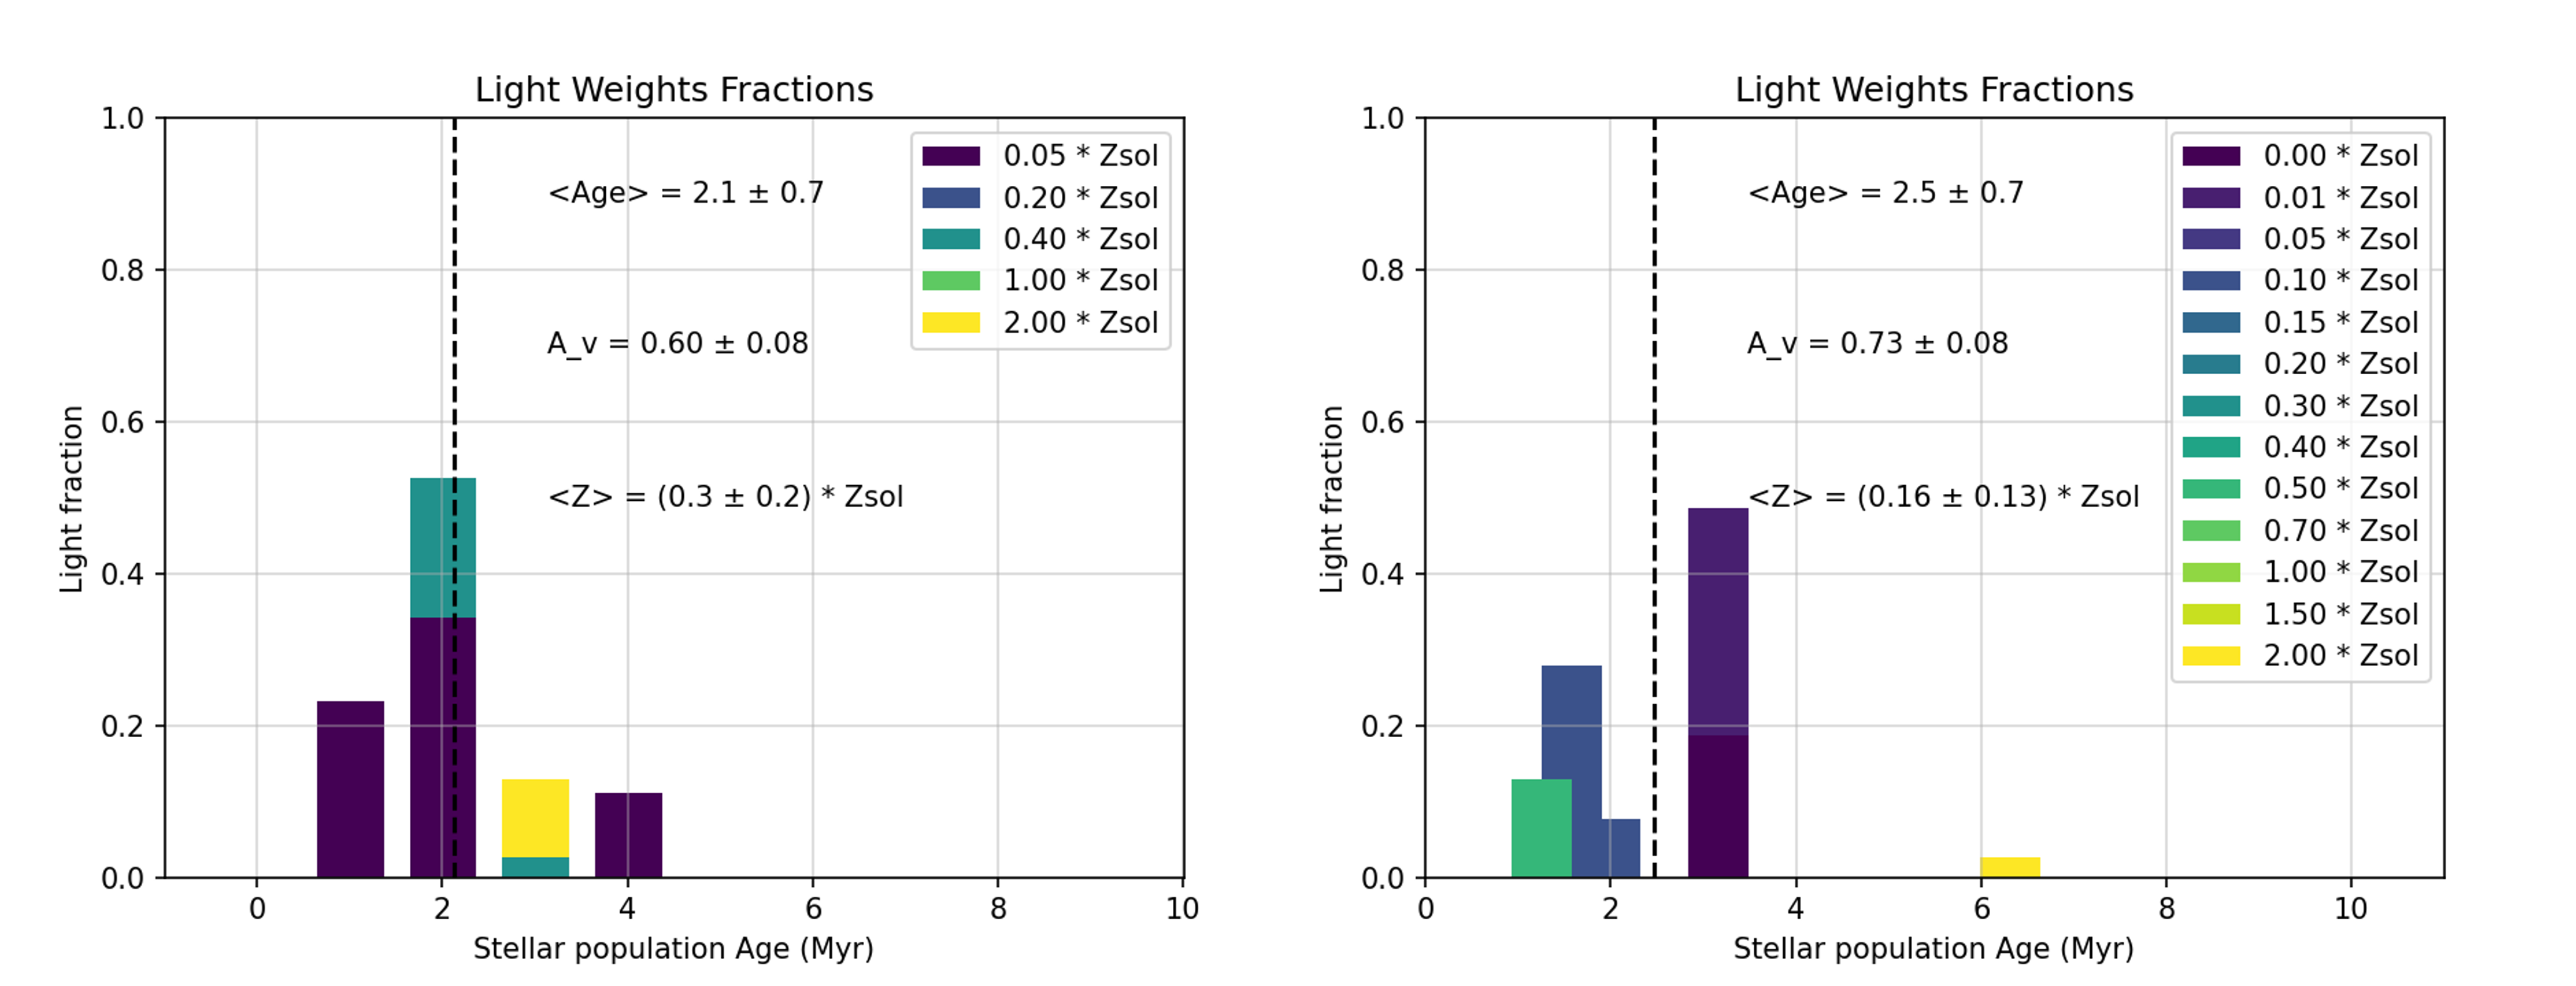 Light Weights Fractions
1.0
0.8
0.6
0.4
0.2
0.0
Light fraction
<Age> = 2.1 ± 0.7
A_v = 0.60 ± 0.08
<Z> = (0.3 ± 0.2) * Zsol
0.05 * Zsol
0.20 * Zsol
0.40 * Zsol
1.00 * Zsol
2.00 * Zsol
0 2 4 6 8 10
Stellar population Age (Myr)
Light Weights Fractions
1.0
0.8
0.6
0.4
0.2
0.0
Light fraction
<Age> = 2.5 ± 0.7
A_v = 0.73 ± 0.08
<Z> = (0.16 ± 0.13) * Zsol
0.00 * Zsol
0.01 * Zsol
0.05 * Zsol
0.10 * Zsol
0.15 * Zsol
0.20 * Zsol
0.30 * Zsol
0.40 * Zsol
0.50 * Zsol
0.70 * Zsol
1.00 * Zsol
1.50 * Zsol
2.00 * Zsol
0 2 4 6 8 10
Stellar population Age (Myr)